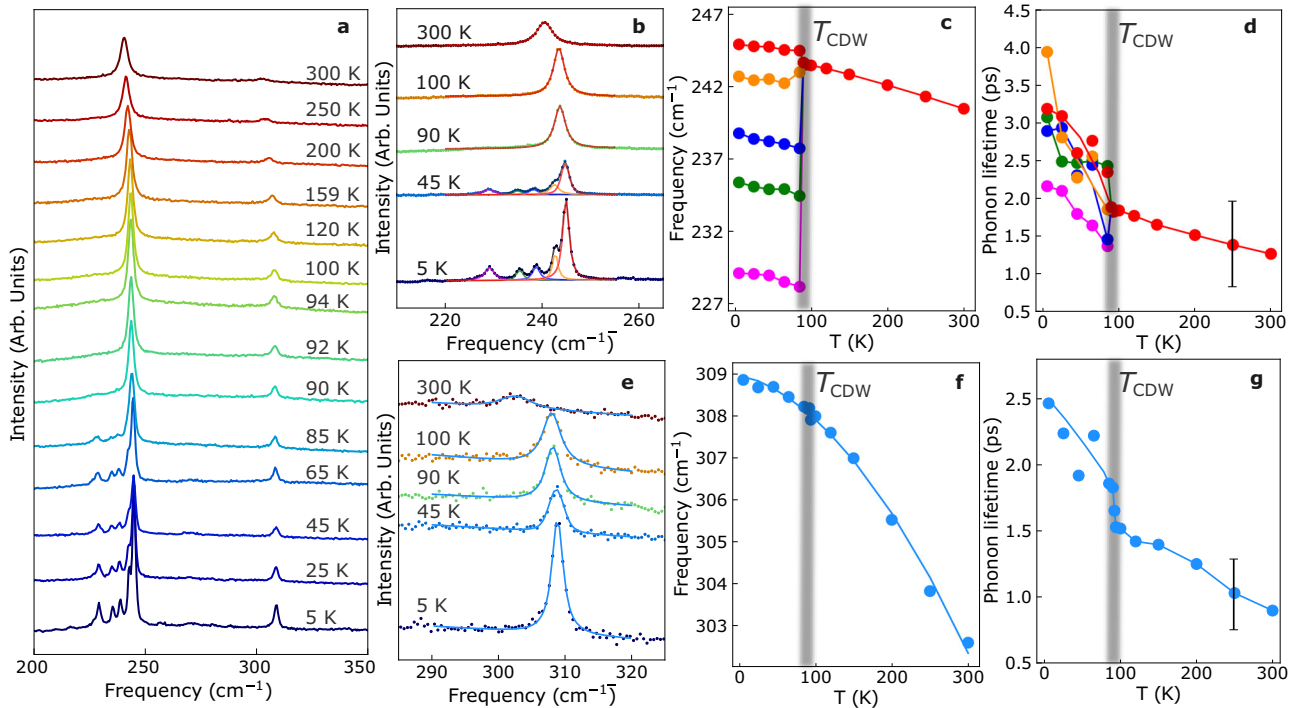 a
300 K
250 K
200 K
159 K
120 K
100 K
94 K
92 K
90 K
85 K
65 K
45 K
25 K
5 K
Intensity (Arb. Units)
200 250 300 350
Frequency (cm⁻¹)
b
300 K
100 K
90 K
45 K
5 K
Intensity (Arb. Units)
220 240 260
Frequency (cm⁻¹)
c
T_CDW
247
242
237
232
227
Frequency (cm⁻¹)
0 100 200 300
T (K)
d
T_CDW
4.5
4.0
3.5
3.0
2.5
2.0
1.5
1.0
0.5
Phonon lifetime (ps)
0 100 200 300
T (K)
e
300 K
100 K
90 K
45 K
5 K
Intensity (Arb. Units)
290 300 310 320
Frequency (cm⁻¹)
f
T_CDW
309
308
307
306
305
304
303
Frequency (cm⁻¹)
0 100 200 300
T (K)
g
T_CDW
2.5
2.0
1.5
1.0
0.5
Phonon lifetime (ps)
0 100 200 300
T (K)